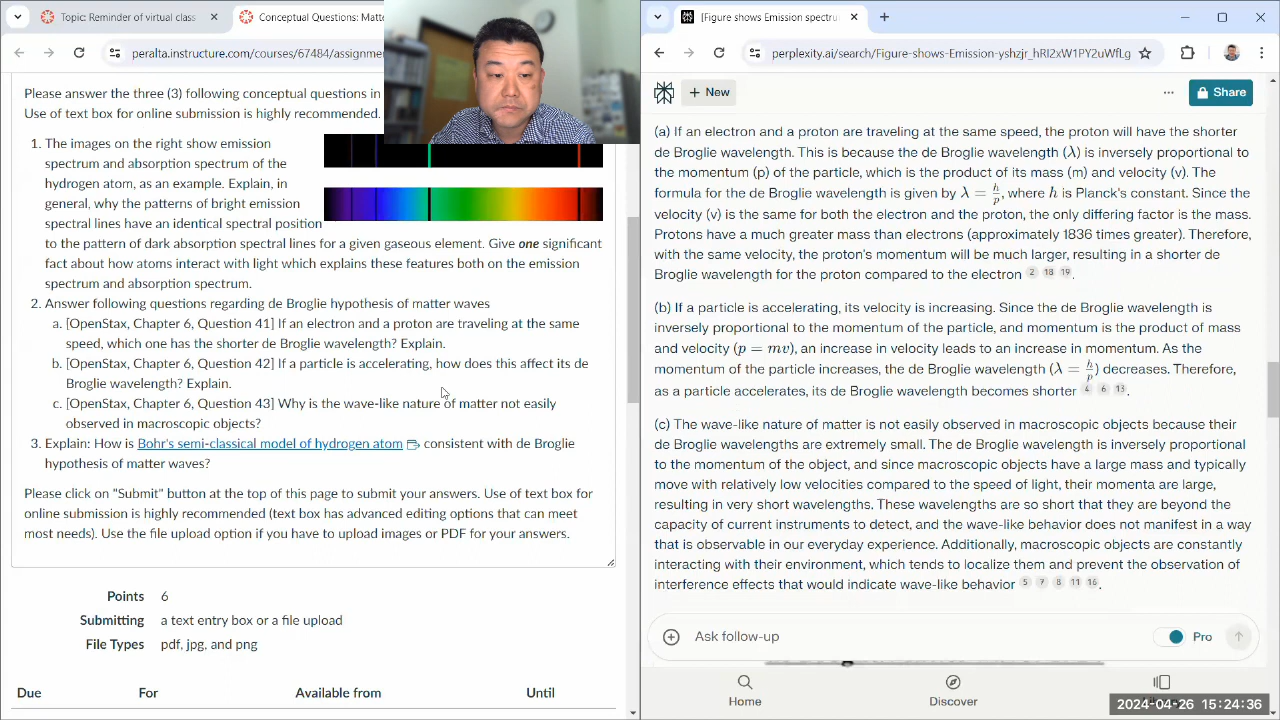 Topic Reminder of virtual class
Conceptual Questions: Matte
peralta.instructure.com/courses/67484/assignme
Please answer the three (3) following conceptual questions in
Use of text box for online submission is highly recommended.
1. The images on the right show emission
spectrum and absorption spectrum of the
hydrogen atom, as an example. Explain, in
general, why the patterns of bright emission
spectral lines have an identical spectral position
to the pattern of dark absorption spectral lines for a given gaseous element. Give one significant
fact about how atoms interact with light which explains these features both on the emission
spectrum and absorption spectrum.
2. Answer following questions regarding de Broglie hypothesis of matter waves
a. [OpenStax, Chapter 6, Question 41] If an electron and a proton are traveling at the same
speed, which one has the shorter de Broglie wavelength? Explain.
b. [OpenStax, Chapter 6, Question 42] If a particle is accelerating, how does this affect its de
Broglie wavelength? Explain.
c. [OpenStax, Chapter 6, Question 43] Why is the wave-like nature of matter not easily
observed in macroscopic objects?
3. Explain: How is Bohr's semi-classical model of hydrogen atom consistent with de Broglie
hypothesis of matter waves?
Please click on "Submit" button at the top of this page to submit your answers. Use of text box for
online submission is highly recommended (text box has advanced editing options that can meet
most needs). Use the file upload option if you have to upload images or PDF for your answers.
Points 6
Submitting a text entry box or a file upload
File Types pdf, jpg, and png
Due For Available from Until
[Figure shows Emission spectru
perplexity.ai/search/Figure-shows-Emission-yshzjr_hRI2xW1PY2uWfLg
+ New
Share
(a) If an electron and a proton are traveling at the same speed, the proton will have the shorter
de Broglie wavelength. This is because the de Broglie wavelength (λ) is inversely proportional to
the momentum (p) of the particle, which is the product of its mass (m) and velocity (v). The
formula for the de Broglie wavelength is given by λ = h/p, where h is Planck's constant. Since the
velocity (v) is the same for both the electron and the proton, the only differing factor is the mass.
Protons have a much greater mass than electrons (approximately 1836 times greater). Therefore,
with the same velocity, the proton's momentum will be much larger, resulting in a shorter de
Broglie wavelength for the proton compared to the electron 2 18 19 .
(b) If a particle is accelerating, its velocity is increasing. Since the de Broglie wavelength is
inversely proportional to the momentum of the particle, and momentum is the product of mass
and velocity (p = mv), an increase in velocity leads to an increase in momentum. As the
momentum of the particle increases, the de Broglie wavelength (λ = h/p) decreases. Therefore,
as a particle accelerates, its de Broglie wavelength becomes shorter 4 6 13 .
(c) The wave-like nature of matter is not easily observed in macroscopic objects because their
de Broglie wavelengths are extremely small. The de Broglie wavelength is inversely proportional
to the momentum of the object, and since macroscopic objects have a large mass and typically
move with relatively low velocities compared to the speed of light, their momenta are large,
resulting in very short wavelengths. These wavelengths are so short that they are beyond the
capacity of current instruments to detect, and the wave-like behavior does not manifest in a way
that is observable in our everyday experience. Additionally, macroscopic objects are constantly
interacting with their environment, which tends to localize them and prevent the observation of
interference effects that would indicate wave-like behavior 5 7 8 11 16 .
Ask follow-up
Pro
Home
Discover
2024-04-26 15:24:36